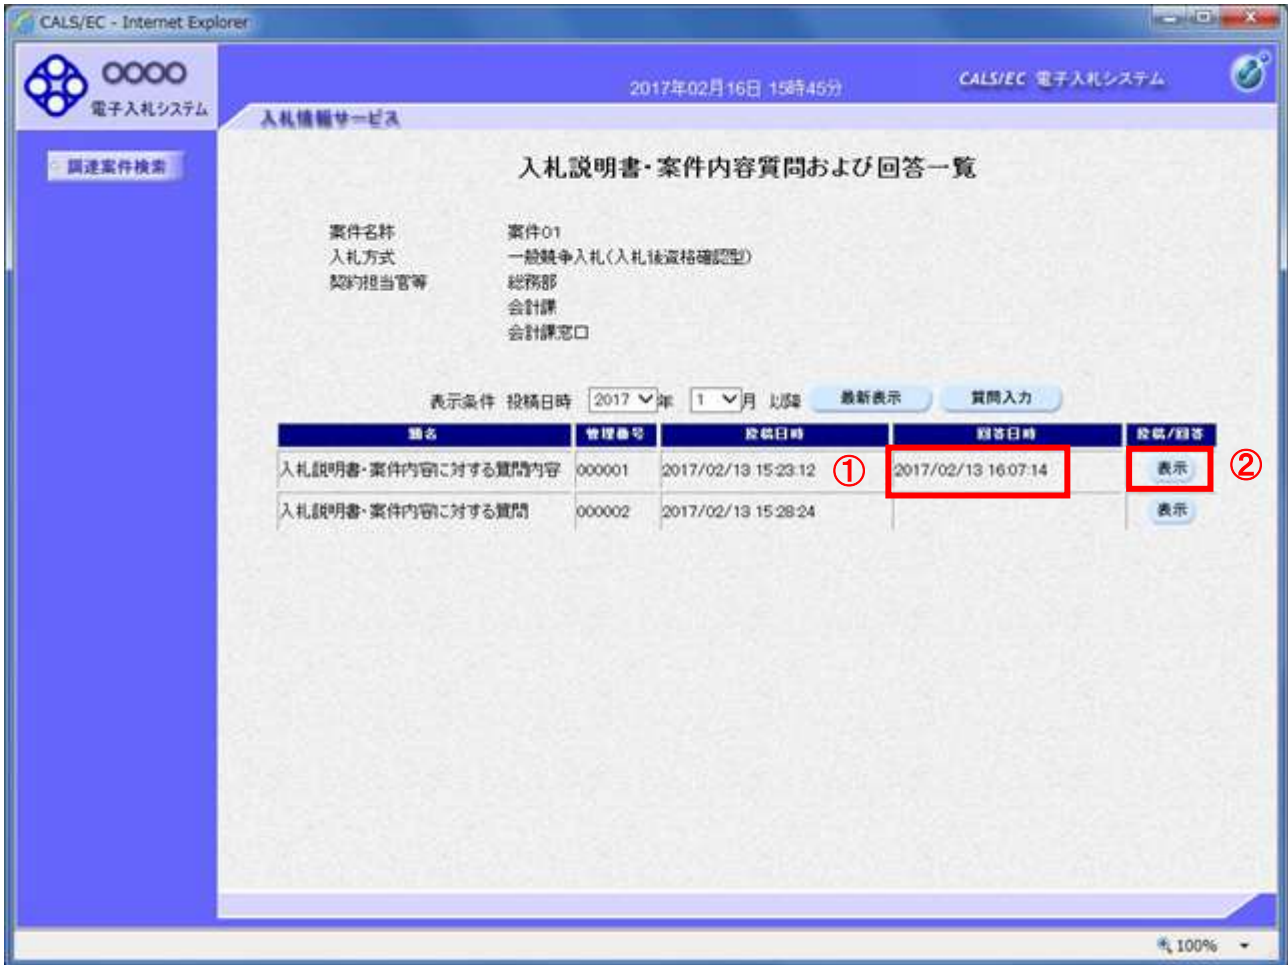 CALS/EC - Internet Explorer
○○○○
電子入札システム
2017年02月16日 15時45分
CALS/EC 電子入札システム
入札情報サービス
調達案件検索
入札説明書・案件内容質問および回答一覧
案件名称 案件01
入札方式 一般競争入札(入札後資格確認型)
契約担当官等 総務部
会計課
会計課窓口
表示条件 投稿日時 2017 年 1 月 以降 最新表示 質問入力
題名 管理番号 投稿日時 回答日時 投稿/回答
入札説明書・案件内容に対する質問内容 000001 2017/02/13 15:23:12 ① 2017/02/13 16:07:14 表示 ②
入札説明書・案件内容に対する質問 000002 2017/02/13 15:28:24 表示
100%